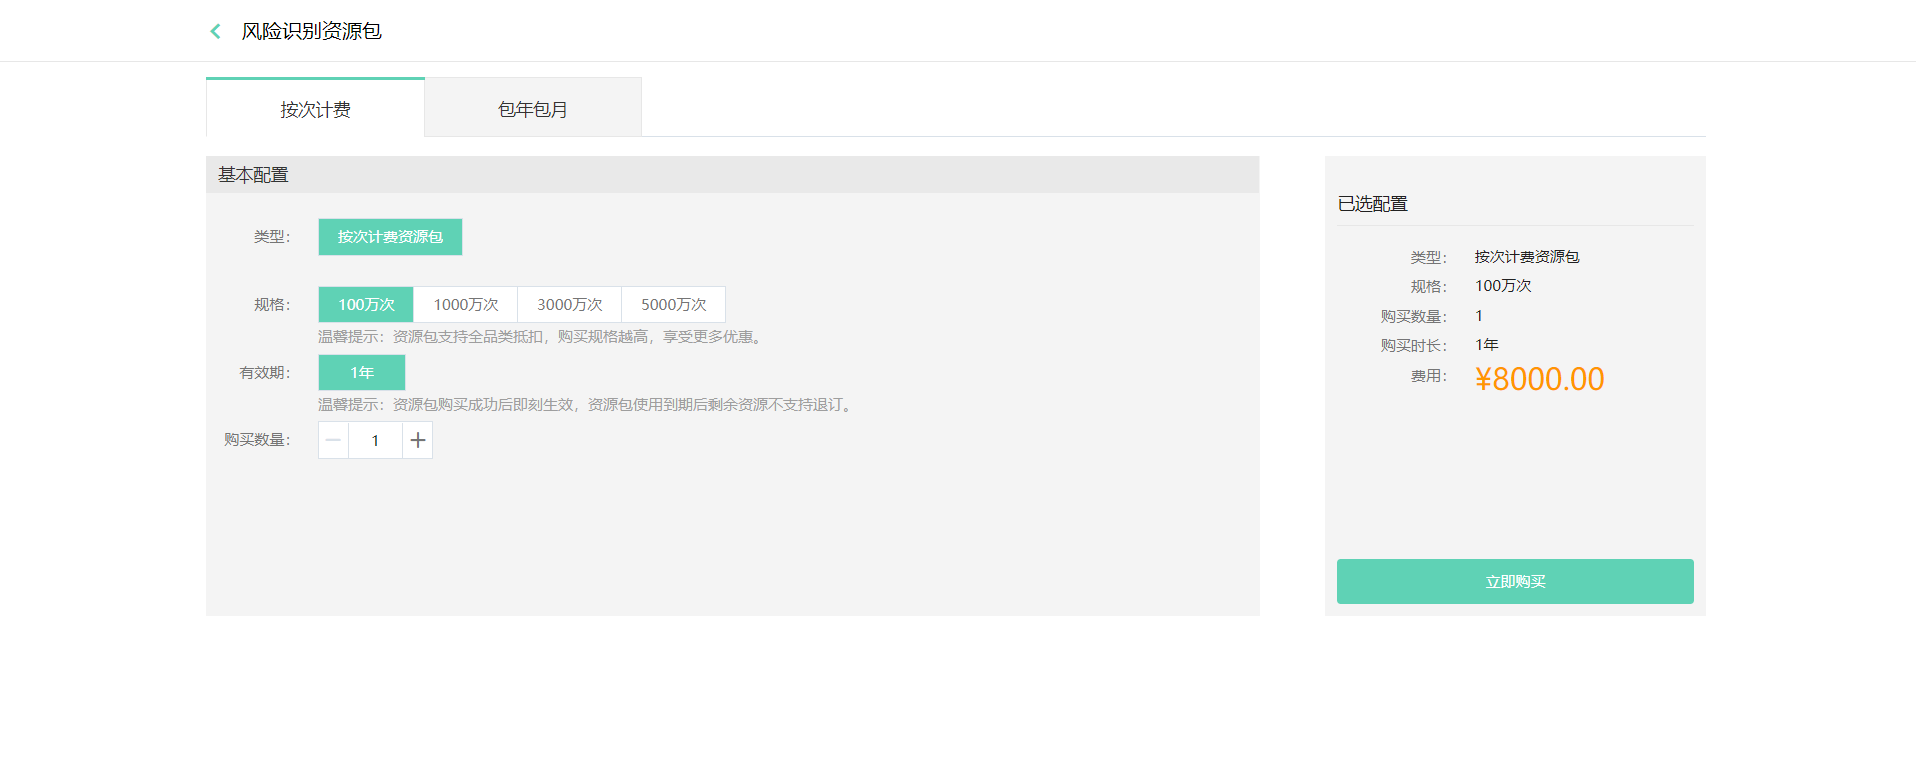 风险识别资源包
按次计费 包年包月
基本配置
类型： 按次计费资源包
规格： 100万次 1000万次 3000万次 5000万次
温馨提示：资源包支持全品类抵扣，购买规格越高，享受更多优惠。
有效期： 1年
温馨提示：资源包购买成功后即刻生效，资源包使用到期后剩余资源不支持退订。
购买数量： 1
已选配置
类型： 按次计费资源包
规格： 100万次
购买数量： 1
购买时长： 1年
费用： ¥8000.00
立即购买